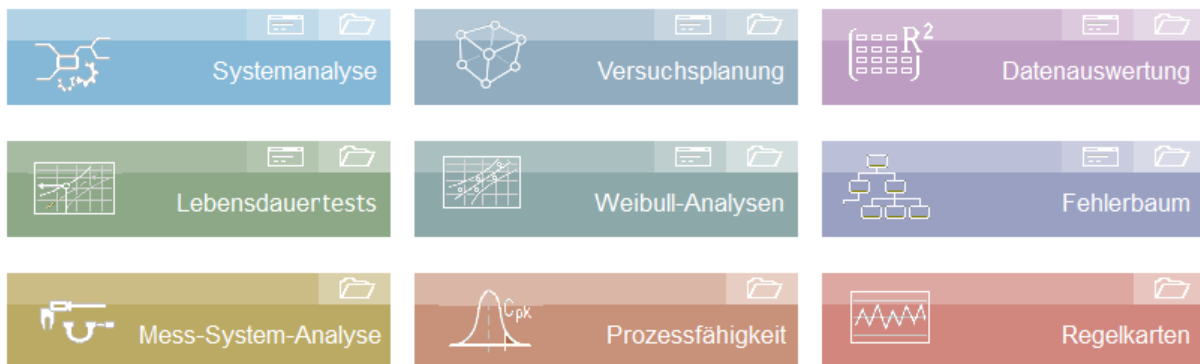 Systemanalyse
Versuchsplanung
R²
Datenauswertung
Lebensdauertests
Weibull-Analysen
Fehlerbaum
Mess-System-Analyse
Cpk
Prozessfähigkeit
Regelkarten